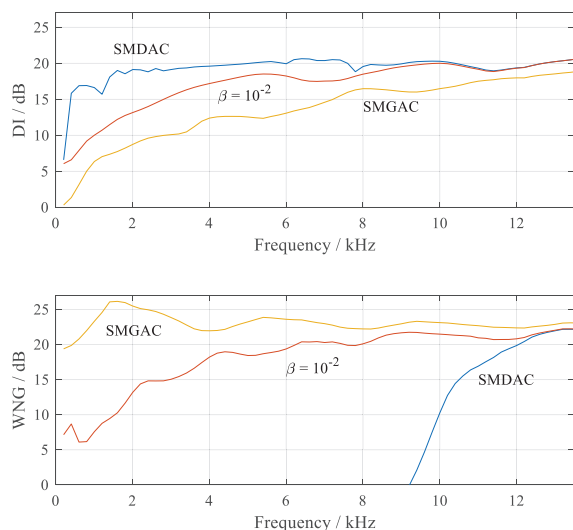 25
SMDAC
20
15
β = 10⁻²
SMGAC
10
5
0
DI / dB
0 2 4 6 8 10 12
Frequency / kHz
25
SMGAC
20
β = 10⁻²
15
SMDAC
10
5
0
WNG / dB
0 2 4 6 8 10 12
Frequency / kHz